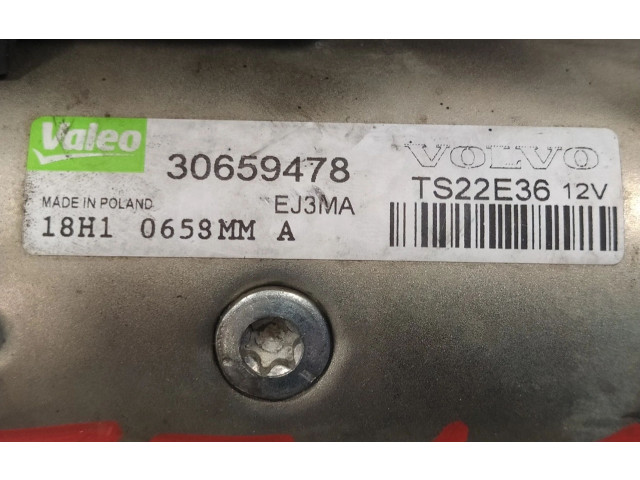 Valeo
30659478
VOLVO
MADE IN POLAND
EJ3MA
TS22E36 12V
18H1 0658MM A